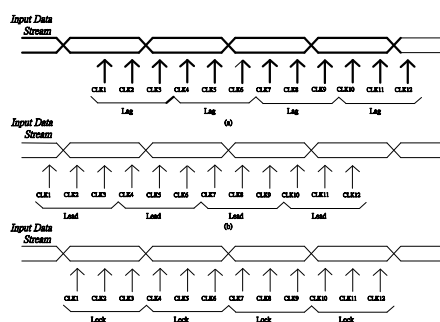 Input Data
Stream
CLK1 CLK2 CLK3 CLK4 CLK5 CLK6 CLK7 CLK8 CLK9 CLK10 CLK11 CLK12
Lag Lag Lag Lag
(a)
Input Data
Stream
CLK1 CLK2 CLK3 CLK4 CLK5 CLK6 CLK7 CLK8 CLK9 CLK10 CLK11 CLK12
Lead Lead Lead Lead
(b)
Input Data
Stream
CLK1 CLK2 CLK3 CLK4 CLK5 CLK6 CLK7 CLK8 CLK9 CLK10 CLK11 CLK12
Lock Lock Lock Lock